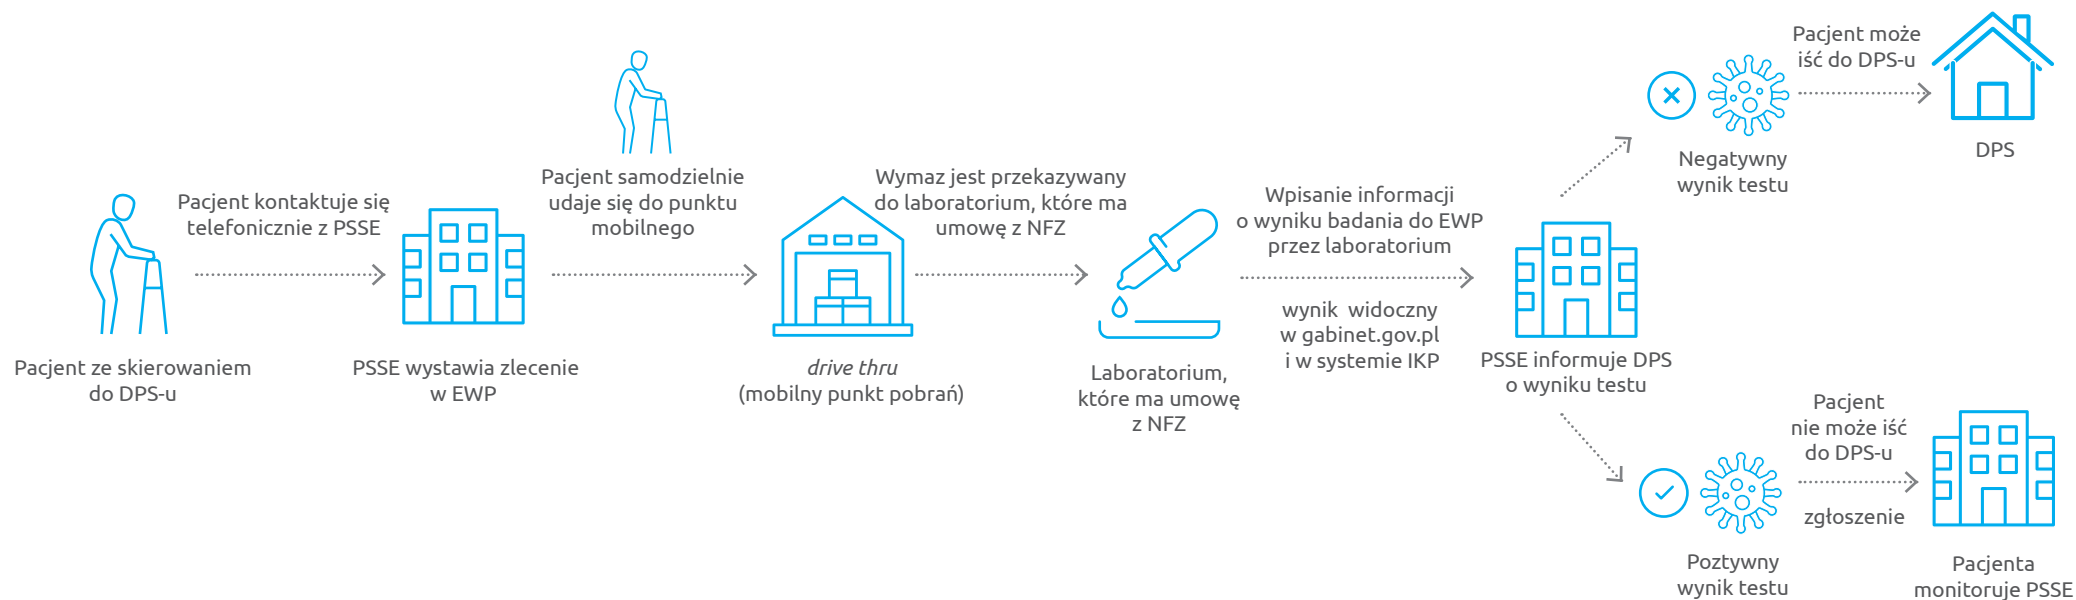 Pacjent ze skierowaniem
do DPS-u
Pacjent kontaktuje się
telefonicznie z PSSE
PSSE wystawia zlecenie
w EWP
Pacjent samodzielnie
udaje się do punktu
mobilnego
drive thru
(mobilny punkt pobrań)
Wymaz jest przekazywany
do laboratorium, które ma
umowę z NFZ
Laboratorium,
które ma umowę
z NFZ
Wpisanie informacji
o wyniku badania do EWP
przez laboratorium
wynik widoczny
w gabinet.gov.pl
i w systemie IKP
PSSE informuje DPS
o wyniku testu
Negatywny
wynik testu
Pacjent może
iść do DPS-u
DPS
Poztywny
wynik testu
Pacjent
nie może iść
do DPS-u
zgłoszenie
Pacjenta
monitoruje PSSE